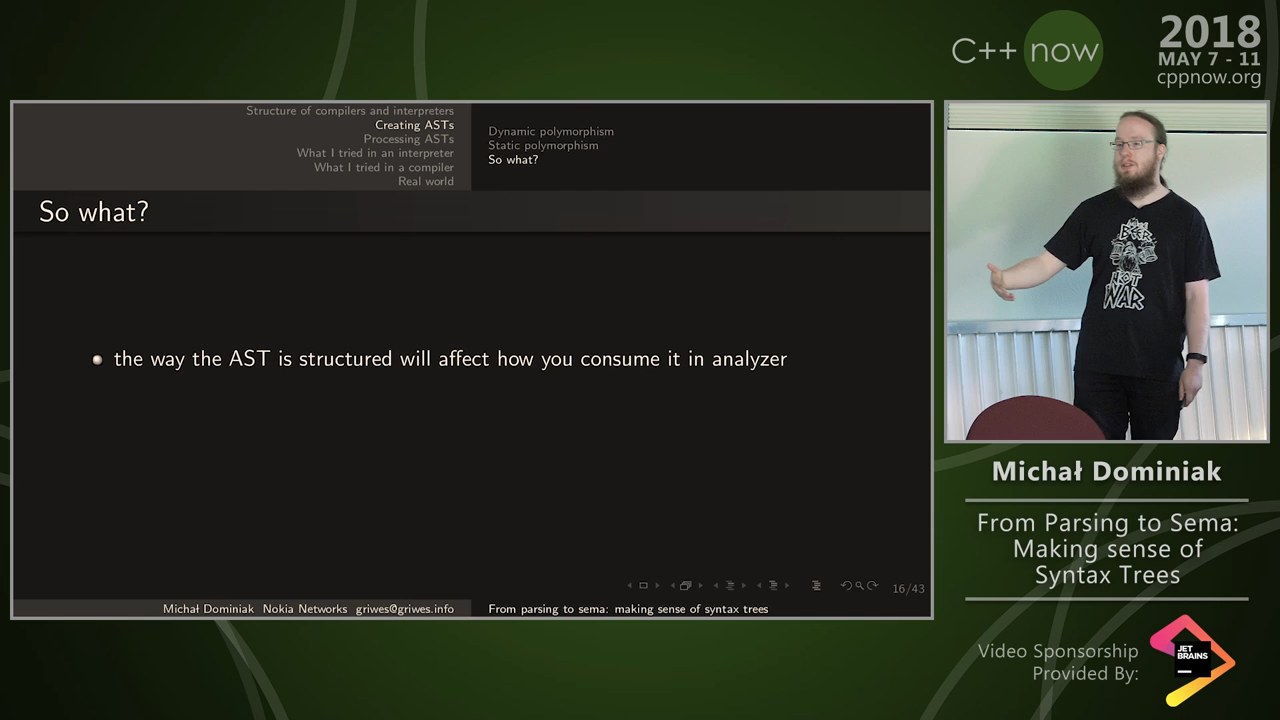 C++ now
2018
MAY 7 - 11
cppnow.org
Structure of compilers and interpreters
Creating ASTs
Processing ASTs
What I tried in an interpreter
What I tried in a compiler
Real world
Dynamic polymorphism
Static polymorphism
So what?
So what?
the way the AST is structured will affect how you consume it in analyzer
16/43
Michał Dominiak Nokia Networks griwes@griwes.info
From parsing to sema: making sense of syntax trees
BEER
NOT
WAR
Michał Dominiak
From Parsing to Sema:
Making sense of
Syntax Trees
Video Sponsorship
Provided By:
JET
BRAINS